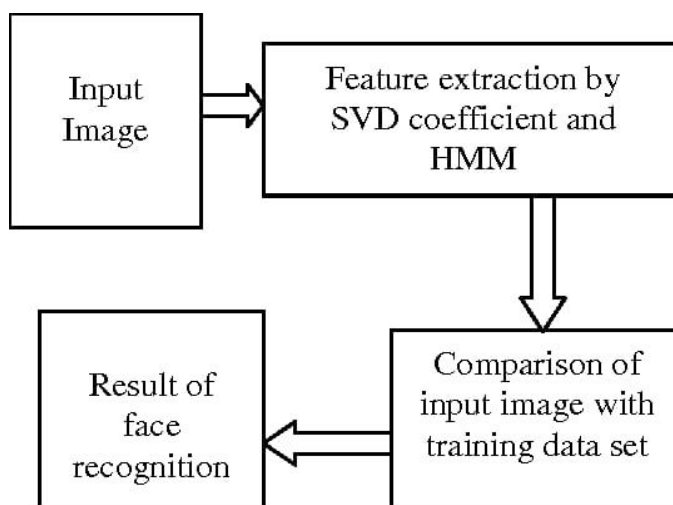 Input
Image
Feature extraction by
SVD coefficient and
HMM
Comparison of
input image with
training data set
Result of
face
recognition